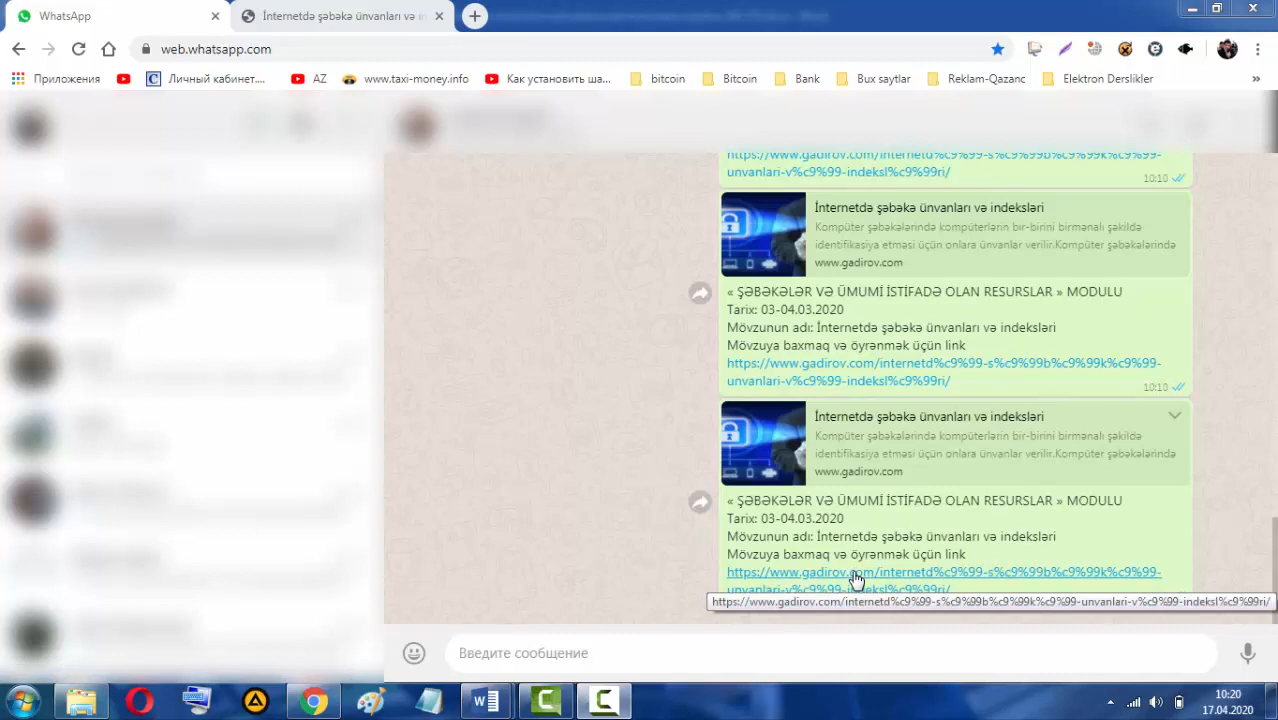 WhatsApp
İnternetdə şəbəkə ünvanları və in
web.whatsapp.com
Приложения
Личный кабинет....
AZ
www.taxi-money.info
Как установить ша...
bitcoin
Bitcoin
Bank
Bux saytlar
Reklam-Qazanc
Elektron Derslikler
https://www.gadirov.com/internetd%c9%99-s%c9%99b%c9%99k%c9%99-
unvanlari-v%c9%99-indeksl%c9%99ri/
10:10
İnternetdə şəbəkə ünvanları və indeksləri
Kompüter şəbəkələrində kompüterlərin bir-birini birmənalı şəkildə
identifikasiya etməsi üçün onlara ünvanlar verilir.Kompüter şəbəkələrində
www.gadirov.com
« ŞƏBƏKƏLƏR VƏ ÜMUMİ İSTİFADƏ OLAN RESURSLAR » MODULU
Tarix: 03-04.03.2020
Mövzunun adı: İnternetdə şəbəkə ünvanları və indeksləri
Mövzuya baxmaq və öyrənmək üçün link
https://www.gadirov.com/internetd%c9%99-s%c9%99b%c9%99k%c9%99-
unvanlari-v%c9%99-indeksl%c9%99ri/
10:10
İnternetdə şəbəkə ünvanları və indeksləri
Kompüter şəbəkələrində kompüterlərin bir-birini birmənalı şəkildə
identifikasiya etməsi üçün onlara ünvanlar verilir.Kompüter şəbəkələrində
www.gadirov.com
« ŞƏBƏKƏLƏR VƏ ÜMUMİ İSTİFADƏ OLAN RESURSLAR » MODULU
Tarix: 03-04.03.2020
Mövzunun adı: İnternetdə şəbəkə ünvanları və indeksləri
Mövzuya baxmaq və öyrənmək üçün link
https://www.gadirov.com/internetd%c9%99-s%c9%99b%c9%99k%c9%99-
unvanlari-v%c9%99-indeksl%c9%99ri/
https://www.gadirov.com/internetd%c9%99-s%c9%99b%c9%99k%c9%99-unvanlari-v%c9%99-indeksl%c9%99ri/
Введите сообщение
10:20
17.04.2020